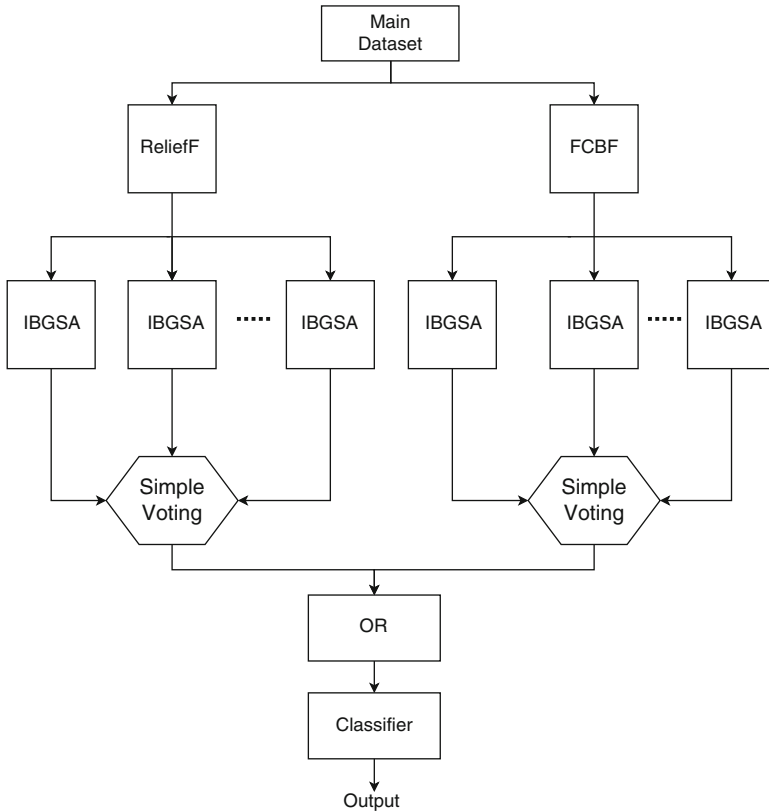 Main
Dataset
ReliefF
FCBF
IBGSA
IBGSA
IBGSA
IBGSA
IBGSA
IBGSA
Simple
Voting
Simple
Voting
OR
Classifier
Output